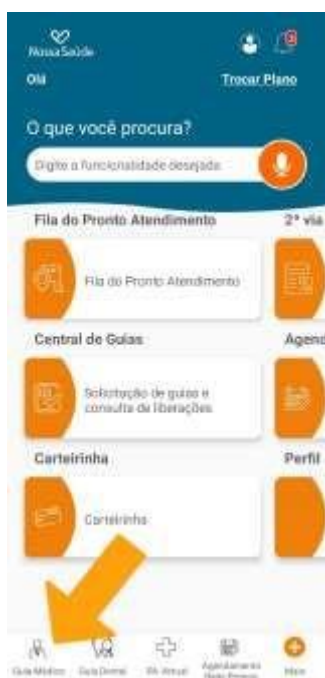 Nossa Saúde
Olá
Trocar Plano
O que você procura?
Digite a funcionalidade desejada
Fila do Pronto Atendimento
2ª via
Fila do Pronto Atendimento
Central de Guias
Agend
Solicitação de guias e
consulta de liberações
Carteirinha
Perfil
Carteirinha
Guia Médico
Guia Dental
PA Virtual
Agendamento
Mais